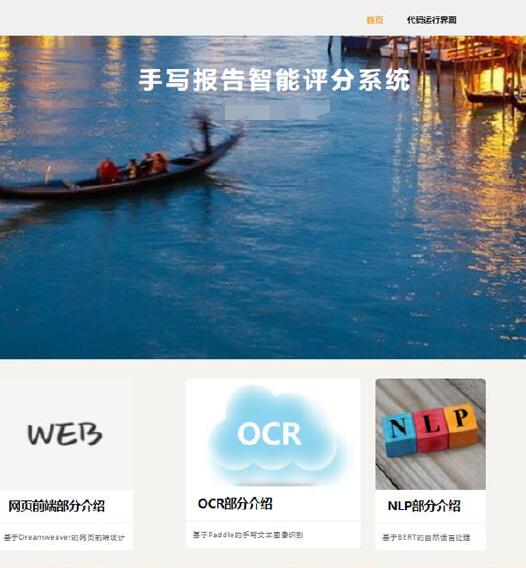 首页 代码运行界面
手写报告智能评分系统
WEB
OCR
N L P
网页前端部分介绍
OCR部分介绍
NLP部分介绍
基于Dreamweaver的网页前端设计
基于Paddle的手写文本图像识别
基于BERT的自然语言处理